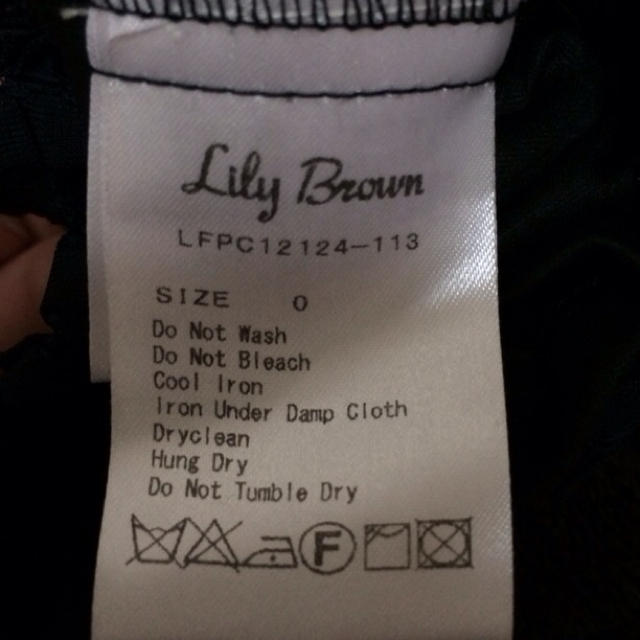 Lily Brown
LFPC12124-113
SIZE 0
Do Not Wash
Do Not Bleach
Cool Iron
Iron Under Damp Cloth
Dryclean
Hung Dry
Do Not Tumble Dry
F